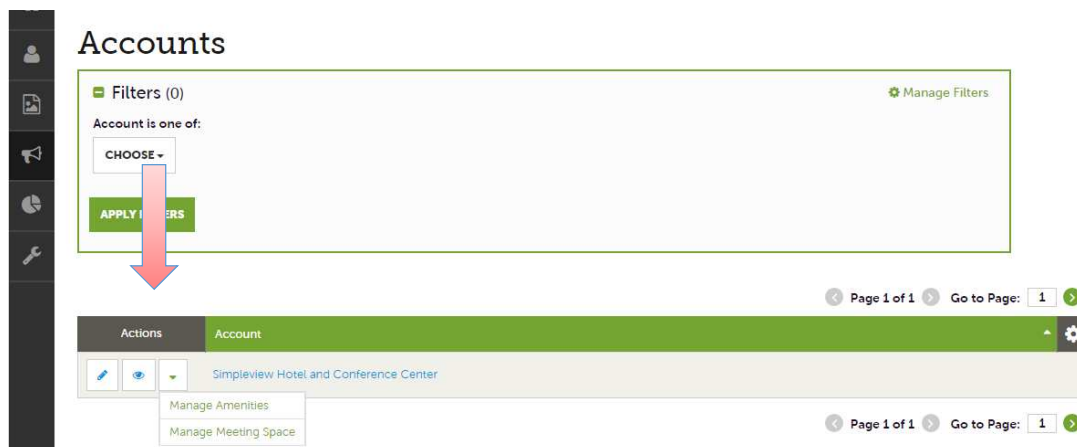 Accounts
Filters (0)
Manage Filters
Account is one of:
CHOOSE
APPLY
Page 1 of 1 Go to Page: 1
Actions Account
Simpleview Hotel and Conference Center
Manage Amenities
Manage Meeting Space
Page 1 of 1 Go to Page: 1